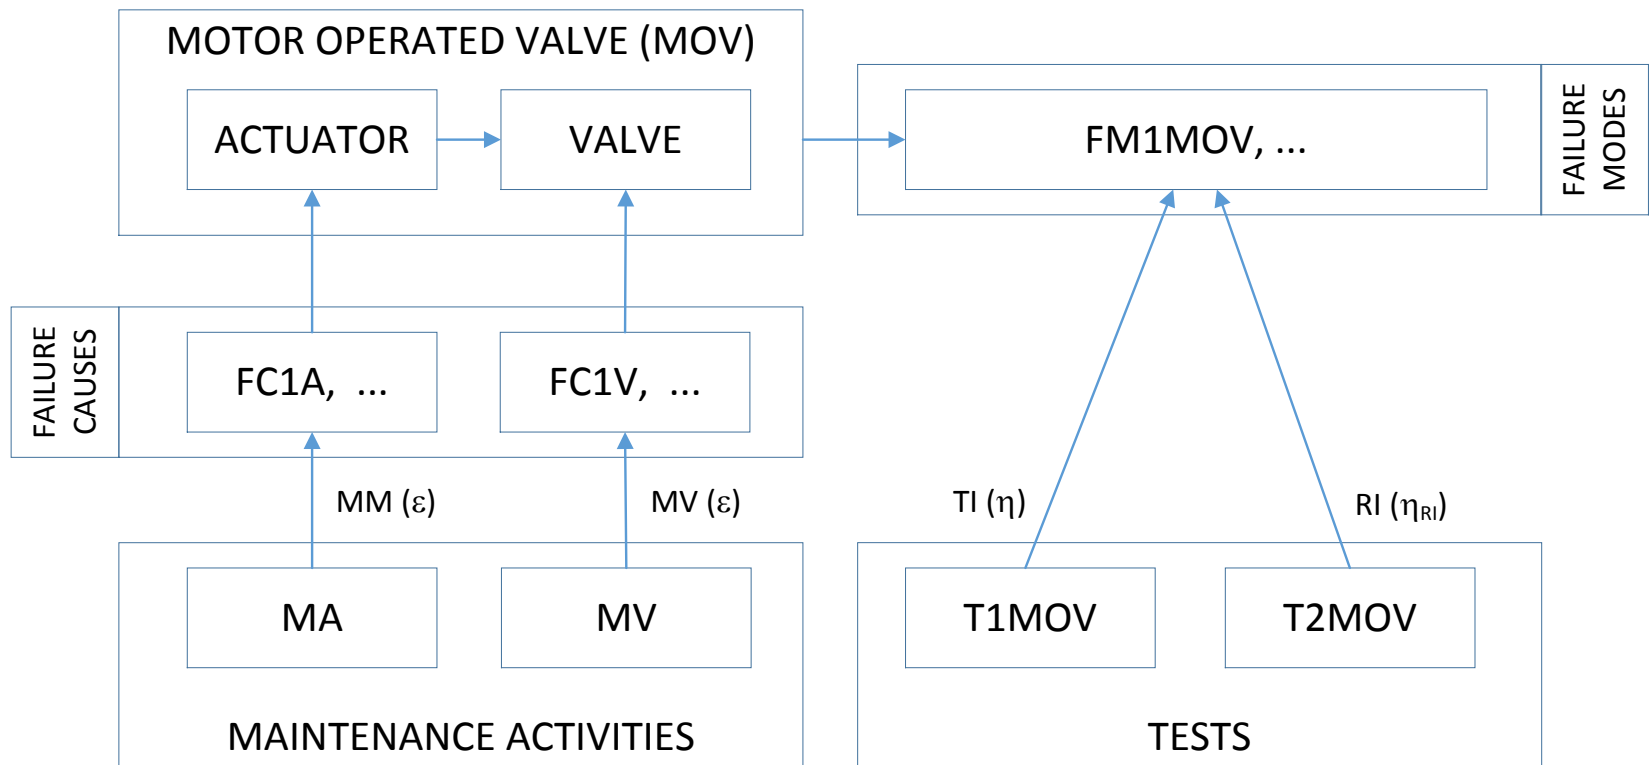 MOTOR OPERATED VALVE (MOV)
ACTUATOR
VALVE
FM1MOV, ...
FAILURE
MODES
FAILURE
CAUSES
FC1A,  ...
FC1V,  ...
MM (ε)
MV (ε)
TI (η)
RI (ηRI)
MA
MV
T1MOV
T2MOV
MAINTENANCE ACTIVITIES
TESTS